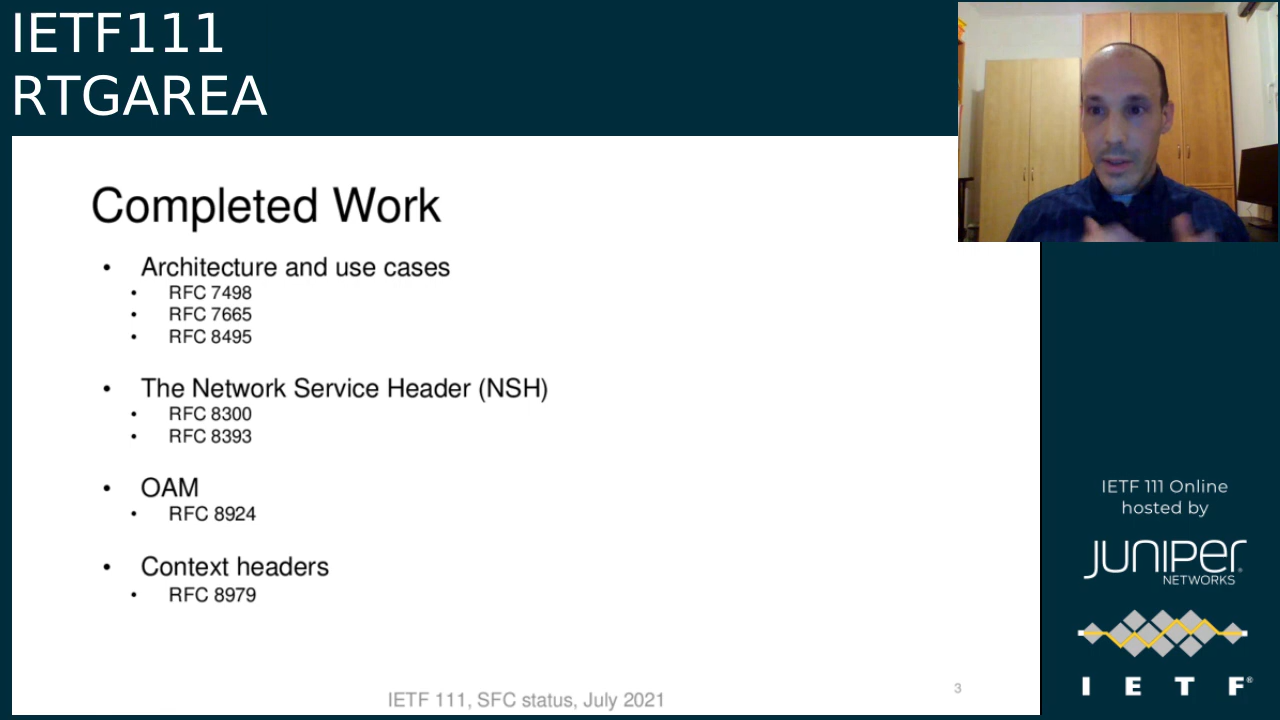 IETF111
RTGAREA
Completed Work
• Architecture and use cases
• RFC 7498
• RFC 7665
• RFC 8495
• The Network Service Header (NSH)
• RFC 8300
• RFC 8393
• OAM
• RFC 8924
• Context headers
• RFC 8979
IETF 111, SFC status, July 2021
3
IETF 111 Online
hosted by
JUNIPER
NETWORKS
I E T F®